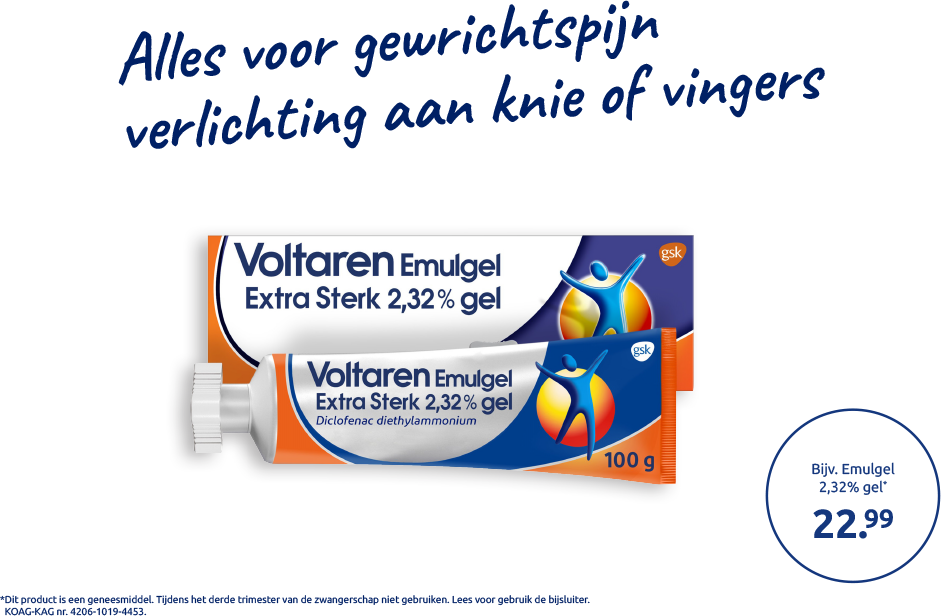 Alles voor gewrichtspijn
verlichting aan knie of vingers
Voltaren Emulgel
Extra Sterk 2,32% gel
gsk
Voltaren Emulgel
Extra Sterk 2,32% gel
Diclofenac diethylammonium
gsk
100 g
Bijv. Emulgel
2,32% gel*
22.99
*Dit product is een geneesmiddel. Tijdens het derde trimester van de zwangerschap niet gebruiken. Lees voor gebruik de bijsluiter.
KOAG-KAG nr. 4206-1019-4453.